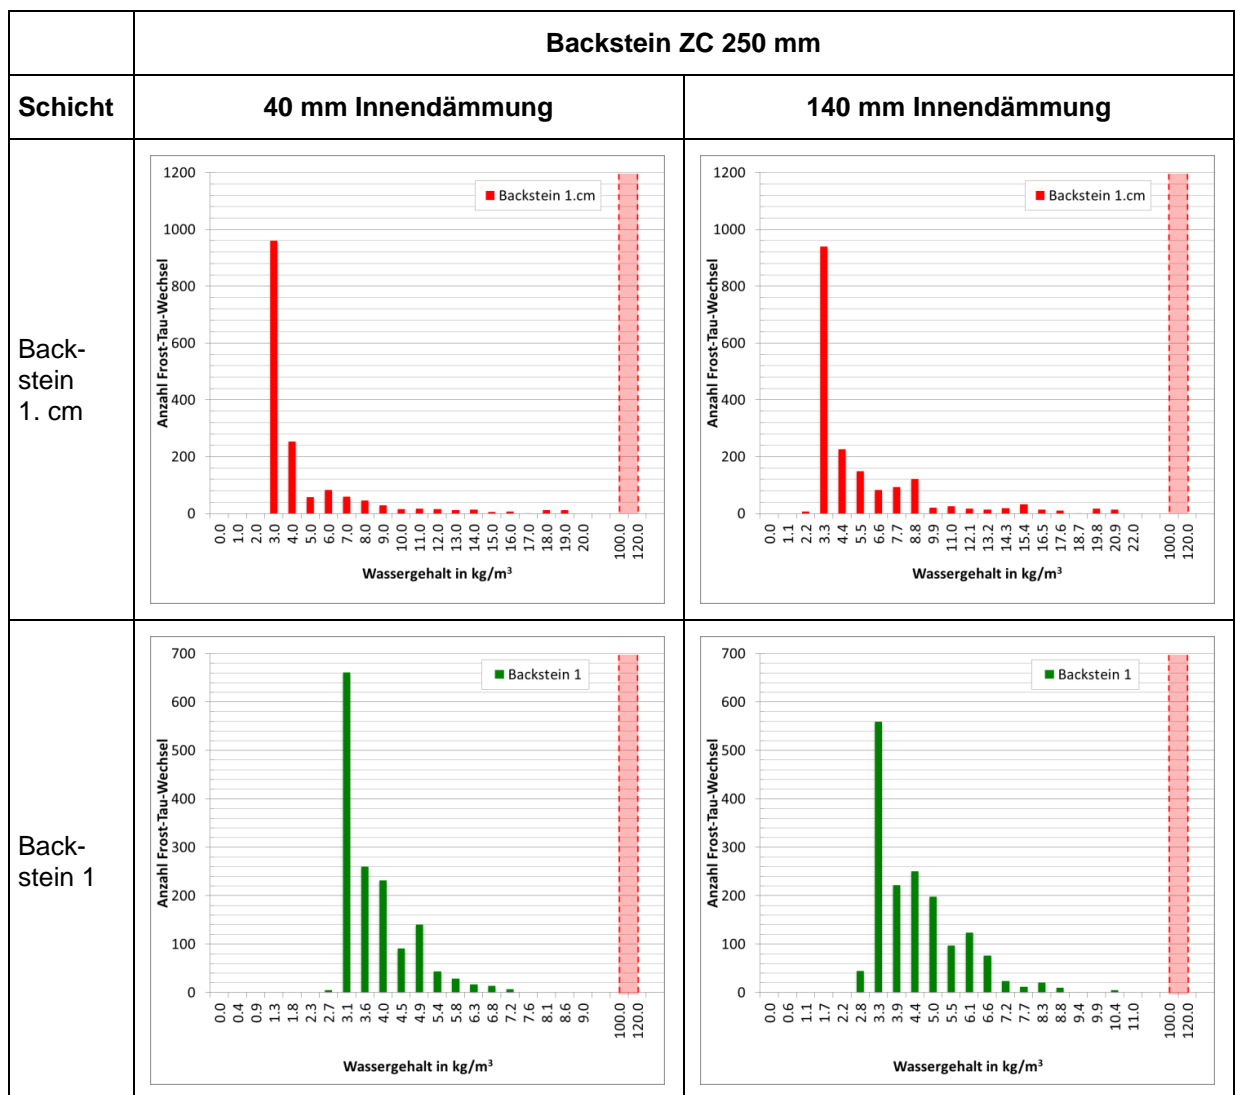 Backstein ZC 250 mm
Schicht
40 mm Innendämmung
140 mm Innendämmung
Back-
stein
1. cm
1200
1000
800
600
400
200
0
Anzahl Frost-Tau-Wechsel
Backstein 1.cm
0.0 1.0 2.0 3.0 4.0 5.0 6.0 7.0 8.0 9.0 10.0 11.0 12.0 13.0 14.0 15.0 16.0 17.0 18.0 19.0 20.0 100.0 120.0
Wassergehalt in kg/m³
1200
1000
800
600
400
200
0
Anzahl Frost-Tau-Wechsel
Backstein 1.cm
0.0 1.1 2.2 3.3 4.4 5.5 6.6 7.7 8.8 9.9 11.0 12.1 13.2 14.3 15.4 16.5 17.6 18.7 19.8 20.9 22.0 100.0 120.0
Wassergehalt in kg/m³
Back-
stein 1
700
600
500
400
300
200
100
0
Anzahl Frost-Tau-Wechsel
Backstein 1
0.0 0.4 0.9 1.3 1.8 2.3 2.7 3.1 3.6 4.0 4.5 4.9 5.4 5.8 6.3 6.8 7.2 7.6 8.1 8.6 9.0 100.0 120.0
Wassergehalt in kg/m³
700
600
500
400
300
200
100
0
Anzahl Frost-Tau-Wechsel
Backstein 1
0.0 0.6 1.1 1.7 2.2 2.8 3.3 3.9 4.4 5.0 5.5 6.1 6.6 7.2 7.7 8.3 8.8 9.4 9.9 10.4 11.0 100.0 120.0
Wassergehalt in kg/m³